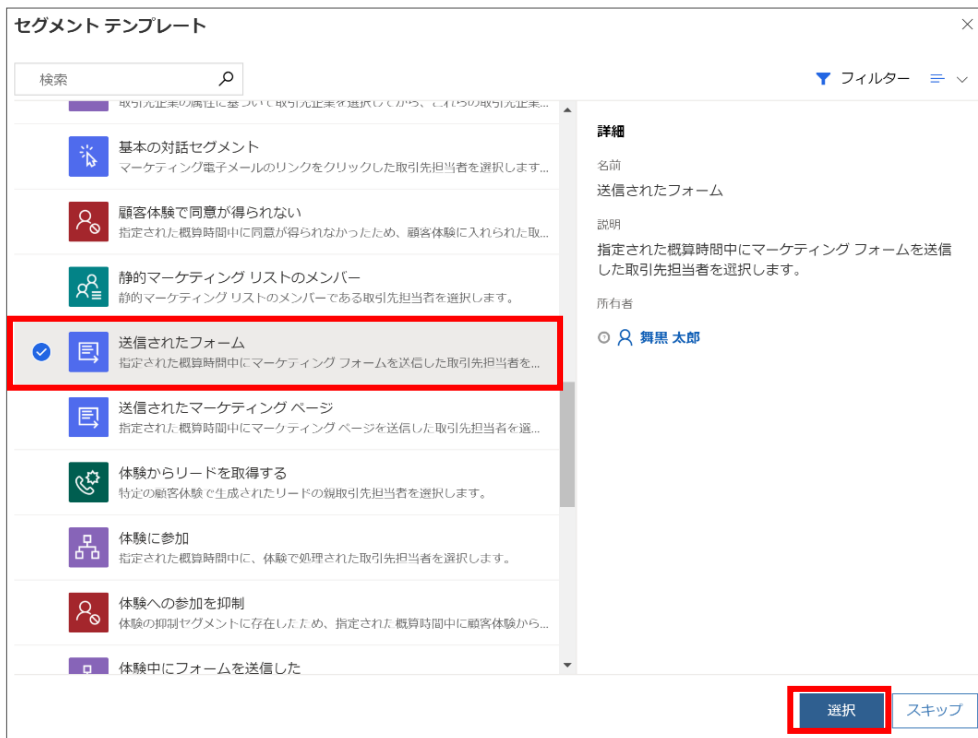 セグメント テンプレート
検索
フィルター
取引先企業の属性に基づいて取引先企業を選択してから、これらの取引先企業...
基本の対話セグメント
マーケティング電子メールのリンクをクリックした取引先担当者を選択します...
顧客体験で同意が得られない
指定された概算時間中に同意が得られなかったため、顧客体験に入れられた取...
静的マーケティング リストのメンバー
静的マーケティング リストのメンバーである取引先担当者を選択します。
送信されたフォーム
指定された概算時間中にマーケティング フォームを送信した取引先担当者を...
送信されたマーケティング ページ
指定された概算時間中にマーケティング ページを送信した取引先担当者を選...
体験からリードを取得する
特定の顧客体験で生成されたリードの親取引先担当者を選択します。
体験に参加
指定された概算時間中に、体験で処理された取引先担当者を選択します。
体験への参加を抑制
体験の抑制セグメントに存在したため、指定された概算時間中に顧客体験から...
体験中にフォームを送信した
詳細
名前
送信されたフォーム
説明
指定された概算時間中にマーケティング フォームを送信
した取引先担当者を選択します。
所有者
舞黒 太郎
選択
スキップ